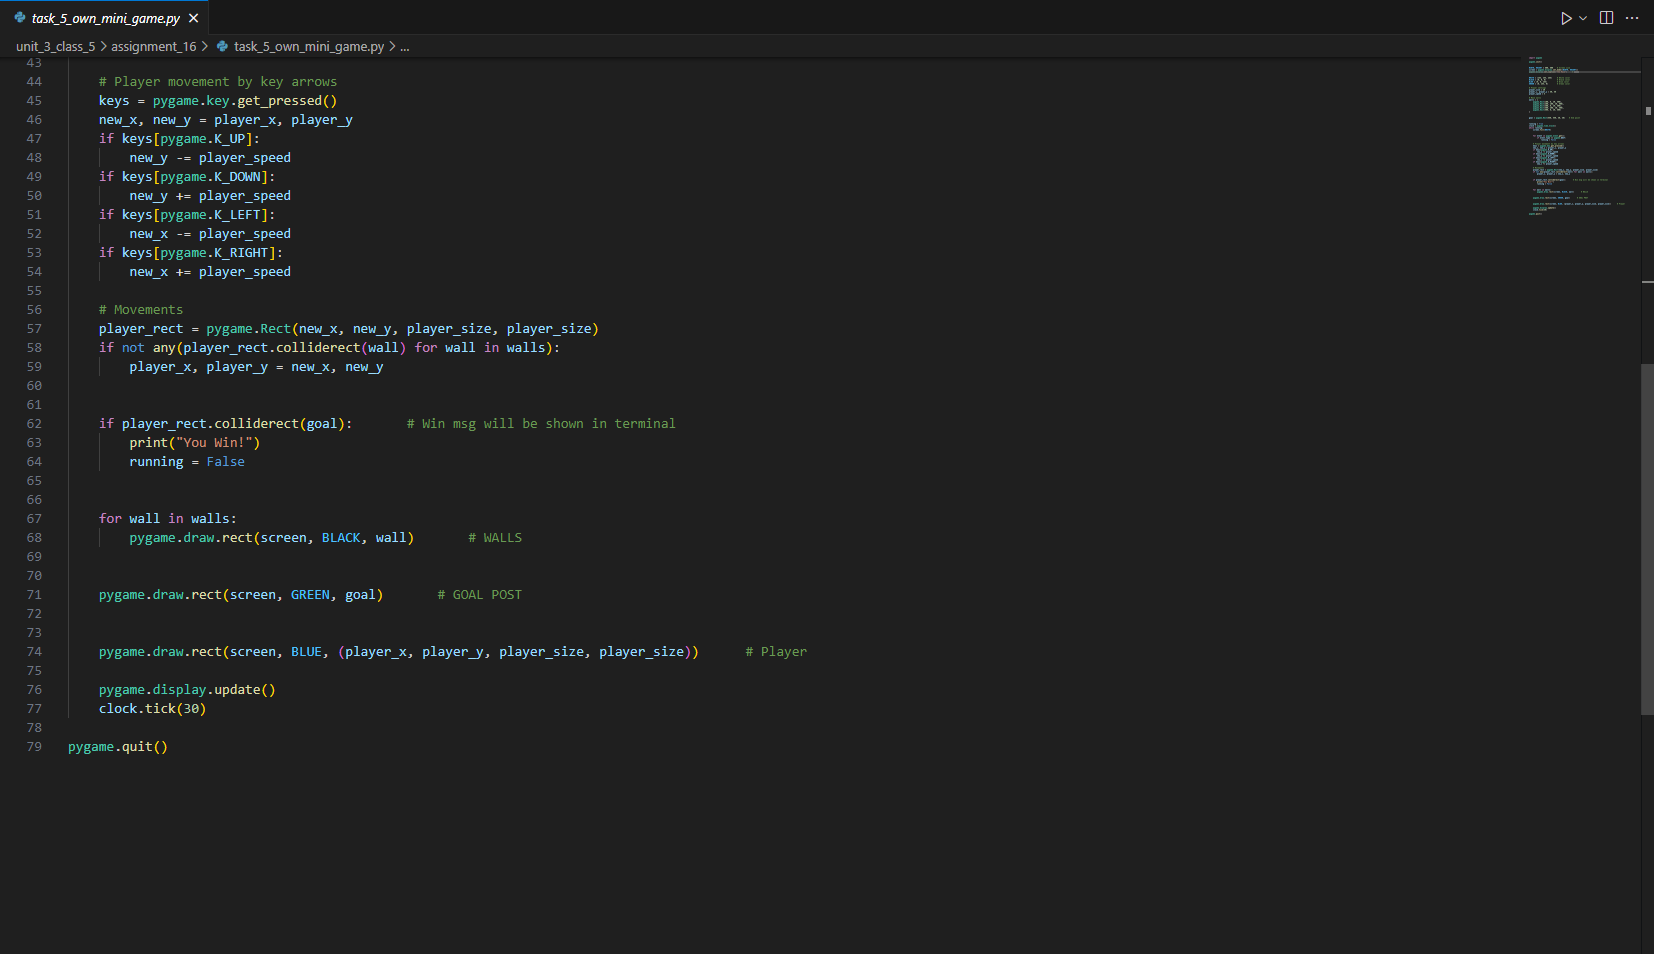 task_5_own_mini_game.py
unit_3_class_5 > assignment_16 > task_5_own_mini_game.py > ...
43
44 # Player movement by key arrows
45 keys = pygame.key.get_pressed()
46 new_x, new_y = player_x, player_y
47 if keys[pygame.K_UP]:
48 new_y -= player_speed
49 if keys[pygame.K_DOWN]:
50 new_y += player_speed
51 if keys[pygame.K_LEFT]:
52 new_x -= player_speed
53 if keys[pygame.K_RIGHT]:
54 new_x += player_speed
55
56 # Movements
57 player_rect = pygame.Rect(new_x, new_y, player_size, player_size)
58 if not any(player_rect.colliderect(wall) for wall in walls):
59 player_x, player_y = new_x, new_y
60
61
62 if player_rect.colliderect(goal): # Win msg will be shown in terminal
63 print("You Win!")
64 running = False
65
66
67 for wall in walls:
68 pygame.draw.rect(screen, BLACK, wall) # WALLS
69
70
71 pygame.draw.rect(screen, GREEN, goal) # GOAL POST
72
73
74 pygame.draw.rect(screen, BLUE, (player_x, player_y, player_size, player_size)) # Player
75
76 pygame.display.update()
77 clock.tick(30)
78
79 pygame.quit()